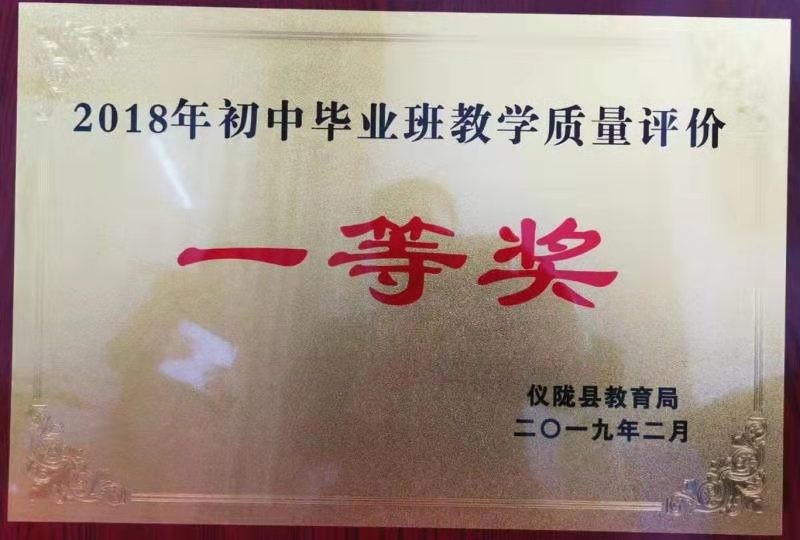 2018年初中毕业班教学质量评价
一等奖
仪陇县教育局
二〇一九年二月